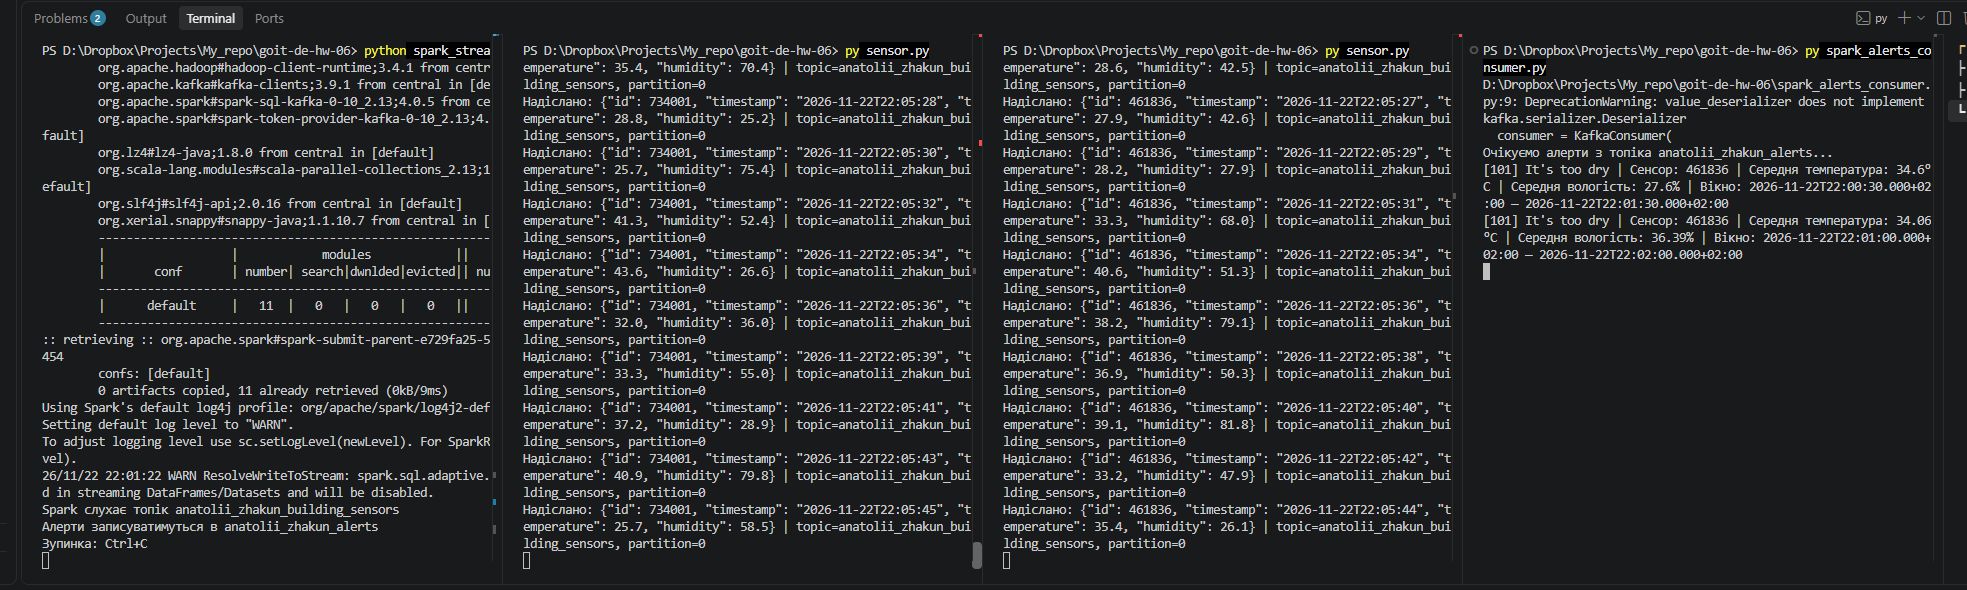 Problems 2 Output Terminal Ports
py
PS D:\Dropbox\Projects\My_repo\goit-de-hw-06> python spark_strea
org.apache.hadoop#hadoop-client-runtime;3.4.1 from centr
org.apache.kafka#kafka-clients;3.9.1 from central in [de
org.apache.spark#spark-sql-kafka-0-10_2.13;4.0.5 from ce
org.apache.spark#spark-token-provider-kafka-0-10_2.13;4.
fault]
org.lz4#lz4-java;1.8.0 from central in [default]
org.scala-lang.modules#scala-parallel-collections_2.13;1
efault]
org.slf4j#slf4j-api;2.0.16 from central in [default]
org.xerial.snappy#snappy-java;1.1.10.7 from central in [
---------------------------------------------------
| | modules ||
| conf | number| search|dwnlded|evicted|| nu
---------------------------------------------------
| default | 11 | 0 | 0 | 0 ||
---------------------------------------------------
:: retrieving :: org.apache.spark#spark-submit-parent-e729fa25-5
454
confs: [default]
0 artifacts copied, 11 already retrieved (0kB/9ms)
Using Spark's default log4j profile: org/apache/spark/log4j2-def
Setting default log level to "WARN".
To adjust logging level use sc.setLogLevel(newLevel). For SparkR
vel).
26/11/22 22:01:22 WARN ResolveWriteToStream: spark.sql.adaptive.
d in streaming DataFrames/Datasets and will be disabled.
Spark слухає топік anatolii_zhakun_building_sensors
Алерти записуватимуться в anatolii_zhakun_alerts
Зупинка: Ctrl+C
PS D:\Dropbox\Projects\My_repo\goit-de-hw-06> py sensor.py
emperature": 35.4, "humidity": 70.4} | topic=anatolii_zhakun_bui
lding_sensors, partition=0
Надіслано: {"id": 734001, "timestamp": "2026-11-22T22:05:28", "t
emperature": 28.8, "humidity": 25.2} | topic=anatolii_zhakun_bui
lding_sensors, partition=0
Надіслано: {"id": 734001, "timestamp": "2026-11-22T22:05:30", "t
emperature": 25.7, "humidity": 75.4} | topic=anatolii_zhakun_bui
lding_sensors, partition=0
Надіслано: {"id": 734001, "timestamp": "2026-11-22T22:05:32", "t
emperature": 41.3, "humidity": 52.4} | topic=anatolii_zhakun_bui
lding_sensors, partition=0
Надіслано: {"id": 734001, "timestamp": "2026-11-22T22:05:34", "t
emperature": 43.6, "humidity": 26.6} | topic=anatolii_zhakun_bui
lding_sensors, partition=0
Надіслано: {"id": 734001, "timestamp": "2026-11-22T22:05:36", "t
emperature": 32.0, "humidity": 36.0} | topic=anatolii_zhakun_bui
lding_sensors, partition=0
Надіслано: {"id": 734001, "timestamp": "2026-11-22T22:05:39", "t
emperature": 33.3, "humidity": 55.0} | topic=anatolii_zhakun_bui
lding_sensors, partition=0
Надіслано: {"id": 734001, "timestamp": "2026-11-22T22:05:41", "t
emperature": 37.2, "humidity": 28.9} | topic=anatolii_zhakun_bui
lding_sensors, partition=0
Надіслано: {"id": 734001, "timestamp": "2026-11-22T22:05:43", "t
emperature": 40.9, "humidity": 79.8} | topic=anatolii_zhakun_bui
lding_sensors, partition=0
Надіслано: {"id": 734001, "timestamp": "2026-11-22T22:05:45", "t
emperature": 25.7, "humidity": 58.5} | topic=anatolii_zhakun_bui
lding_sensors, partition=0
PS D:\Dropbox\Projects\My_repo\goit-de-hw-06> py sensor.py
emperature": 28.6, "humidity": 42.5} | topic=anatolii_zhakun_bui
lding_sensors, partition=0
Надіслано: {"id": 461836, "timestamp": "2026-11-22T22:05:27", "t
emperature": 27.9, "humidity": 42.6} | topic=anatolii_zhakun_bui
lding_sensors, partition=0
Надіслано: {"id": 461836, "timestamp": "2026-11-22T22:05:29", "t
emperature": 28.2, "humidity": 27.9} | topic=anatolii_zhakun_bui
lding_sensors, partition=0
Надіслано: {"id": 461836, "timestamp": "2026-11-22T22:05:31", "t
emperature": 33.3, "humidity": 68.0} | topic=anatolii_zhakun_bui
lding_sensors, partition=0
Надіслано: {"id": 461836, "timestamp": "2026-11-22T22:05:34", "t
emperature": 40.6, "humidity": 51.3} | topic=anatolii_zhakun_bui
lding_sensors, partition=0
Надіслано: {"id": 461836, "timestamp": "2026-11-22T22:05:36", "t
emperature": 38.2, "humidity": 79.1} | topic=anatolii_zhakun_bui
lding_sensors, partition=0
Надіслано: {"id": 461836, "timestamp": "2026-11-22T22:05:38", "t
emperature": 36.9, "humidity": 50.3} | topic=anatolii_zhakun_bui
lding_sensors, partition=0
Надіслано: {"id": 461836, "timestamp": "2026-11-22T22:05:40", "t
emperature": 39.1, "humidity": 81.8} | topic=anatolii_zhakun_bui
lding_sensors, partition=0
Надіслано: {"id": 461836, "timestamp": "2026-11-22T22:05:42", "t
emperature": 33.2, "humidity": 47.9} | topic=anatolii_zhakun_bui
lding_sensors, partition=0
Надіслано: {"id": 461836, "timestamp": "2026-11-22T22:05:44", "t
emperature": 35.4, "humidity": 26.1} | topic=anatolii_zhakun_bui
lding_sensors, partition=0
PS D:\Dropbox\Projects\My_repo\goit-de-hw-06> py spark_alerts_co
nsumer.py
D:\Dropbox\Projects\My_repo\goit-de-hw-06\spark_alerts_consumer.
py:9: DeprecationWarning: value_deserializer does not implement
kafka.serializer.Deserializer
consumer = KafkaConsumer(
Очікуємо алерти з топіка anatolii_zhakun_alerts...
[101] It's too dry | Сенсор: 461836 | Середня температура: 34.6°
C | Середня вологість: 27.6% | Вікно: 2026-11-22T22:00:30.000+02
:00 — 2026-11-22T22:01:30.000+02:00
[101] It's too dry | Сенсор: 461836 | Середня температура: 34.06
°C | Середня вологість: 36.39% | Вікно: 2026-11-22T22:01:00.000+
02:00 — 2026-11-22T22:02:00.000+02:00